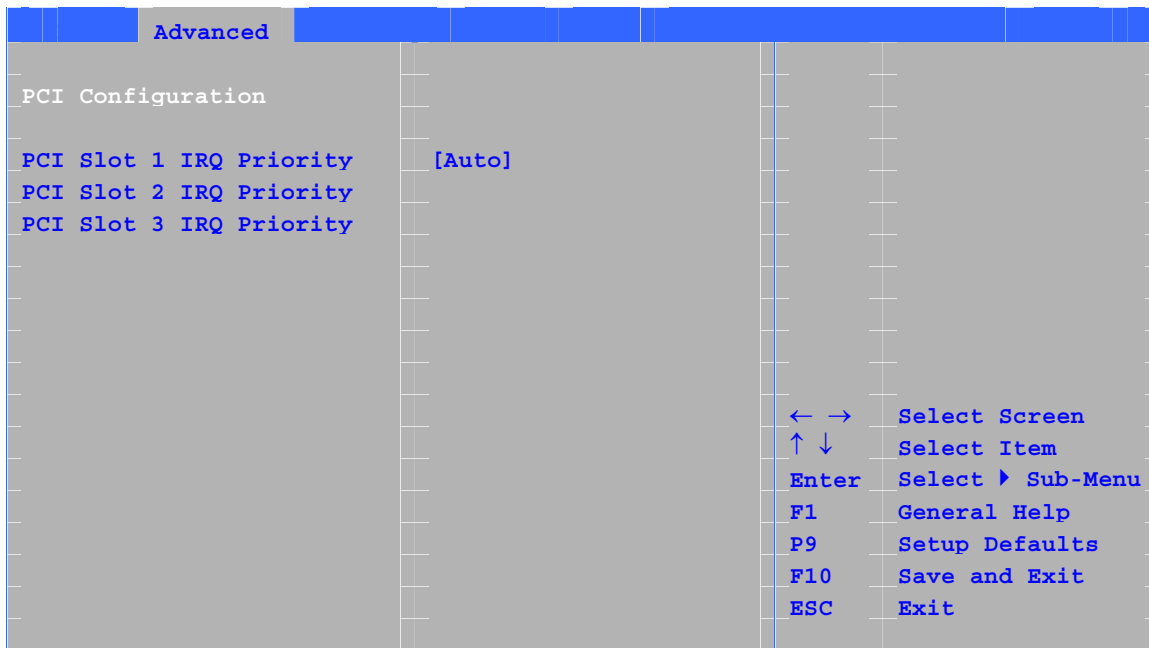 Advanced
PCI Configuration
PCI Slot 1 IRQ Priority [Auto]
PCI Slot 2 IRQ Priority
PCI Slot 3 IRQ Priority
← → Select Screen
↑ ↓ Select Item
Enter Select ▶ Sub-Menu
F1 General Help
P9 Setup Defaults
F10 Save and Exit
ESC Exit